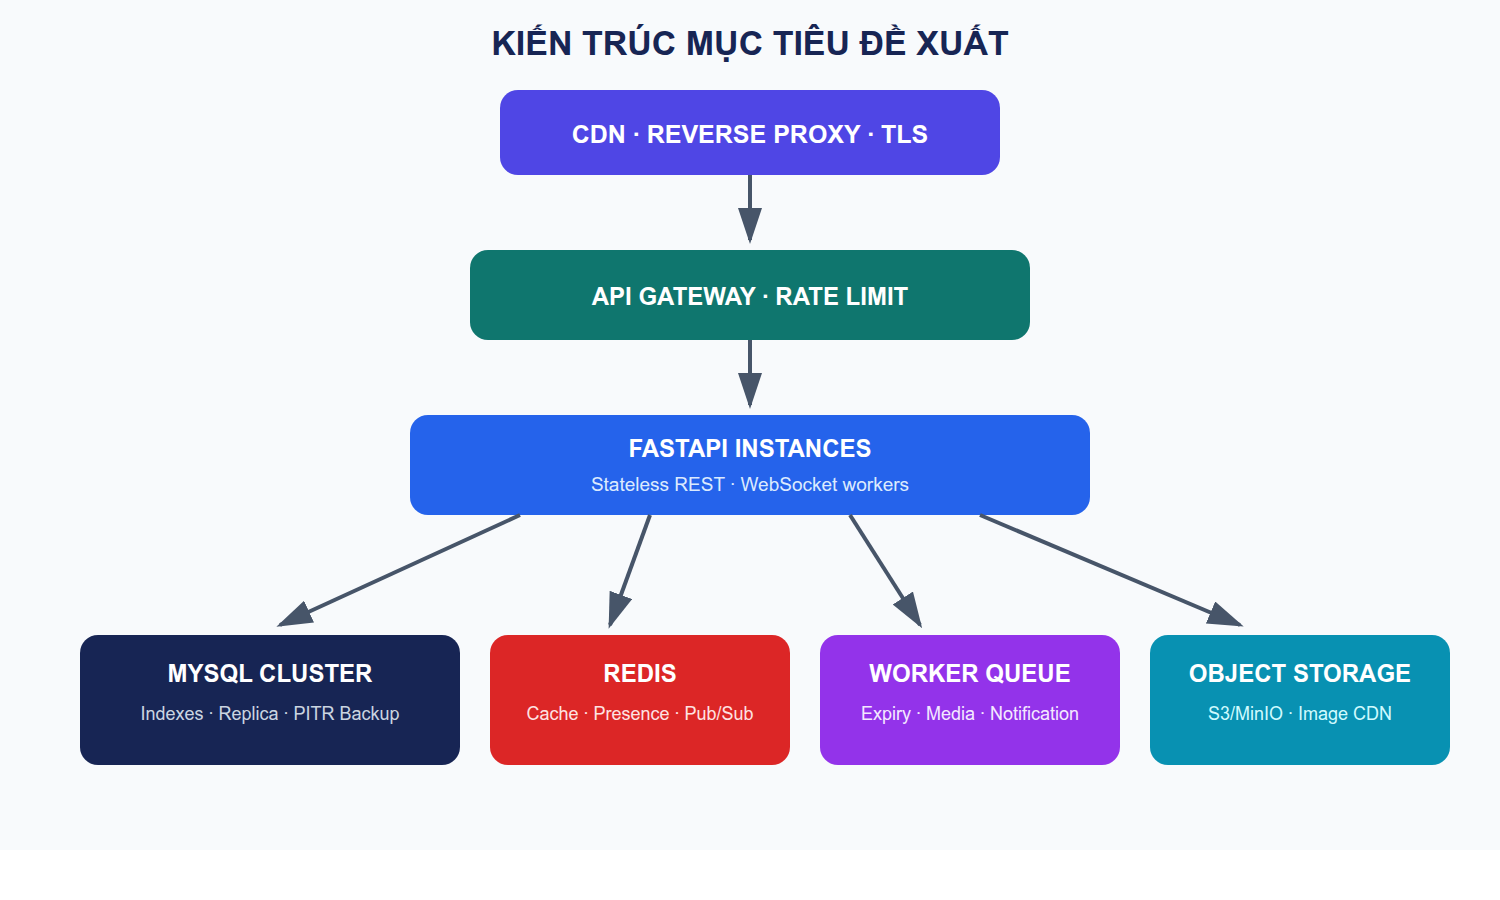 KIẾN TRÚC MỤC TIÊU ĐỀ XUẤT
CDN · REVERSE PROXY · TLS
API GATEWAY · RATE LIMIT
FASTAPI INSTANCES
Stateless REST · WebSocket workers
MYSQL CLUSTER
Indexes · Replica · PITR Backup
REDIS
Cache · Presence · Pub/Sub
WORKER QUEUE
Expiry · Media · Notification
OBJECT STORAGE
S3/MinIO · Image CDN